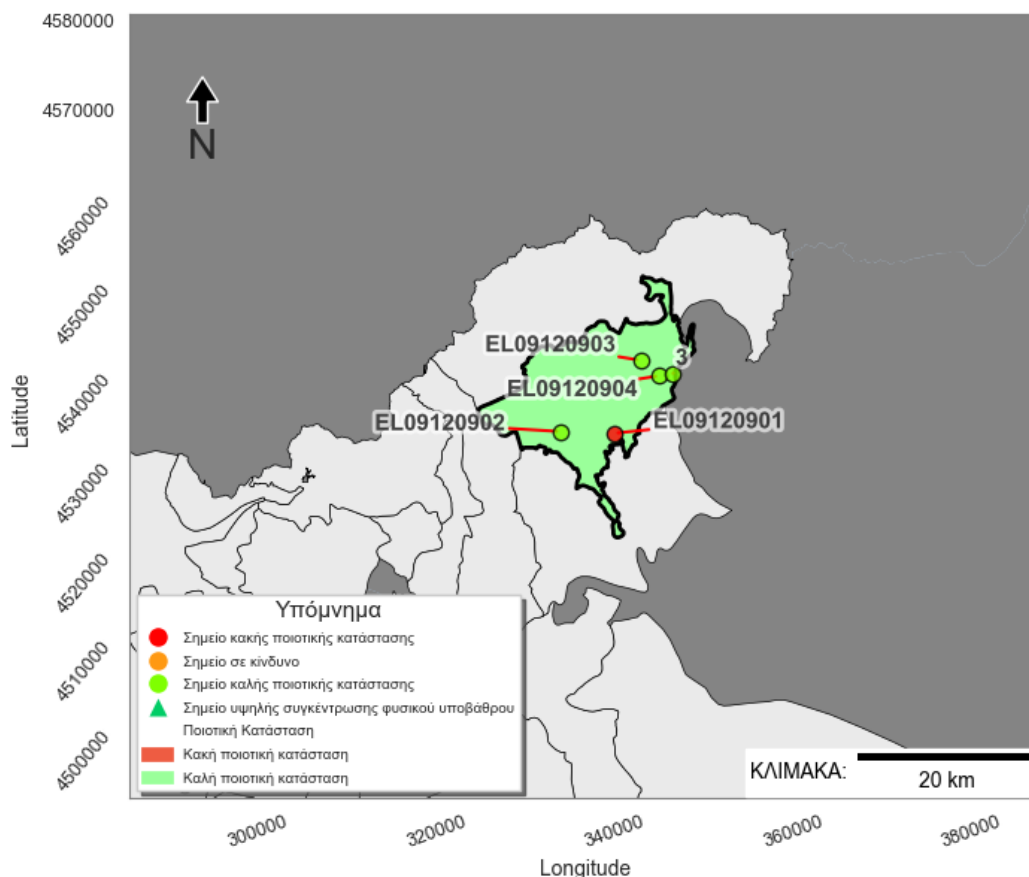 4580000
4570000
4560000
4550000
4540000
4530000
4520000
4510000
4500000
Latitude
N
EL09120903
3
EL09120904
EL09120902
EL09120901
Υπόμνημα
Σημείο κακής ποιοτικής κατάστασης
Σημείο σε κίνδυνο
Σημείο καλής ποιοτικής κατάστασης
Σημείο υψηλής συγκέντρωσης φυσικού υποβάθρου
Ποιοτική Κατάσταση
Κακή ποιοτική κατάσταση
Καλή ποιοτική κατάσταση
ΚΛΙΜΑΚΑ:
20 km
300000
320000
340000
360000
380000
Longitude